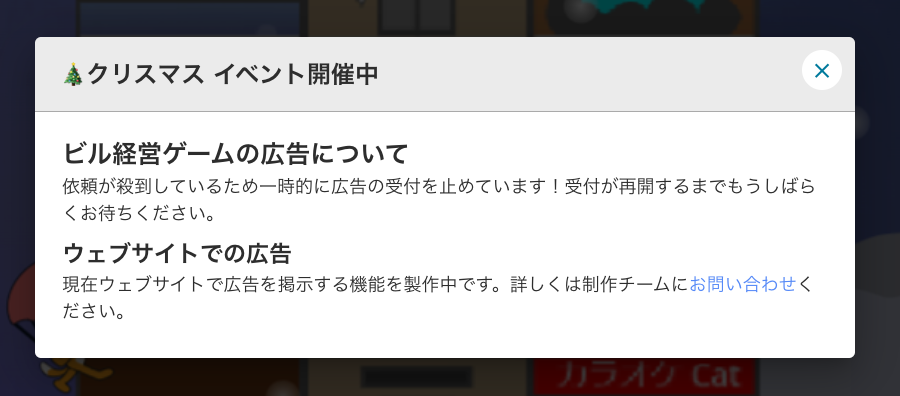 🎄クリスマス イベント開催中
ビル経営ゲームの広告について
依頼が殺到しているため一時的に広告の受付を止めています！受付が再開するまでもうしばら
くお待ちください。
ウェブサイトでの広告
現在ウェブサイトで広告を掲示する機能を製作中です。詳しくは制作チームにお問い合わせく
ださい。
カラオケ Cat